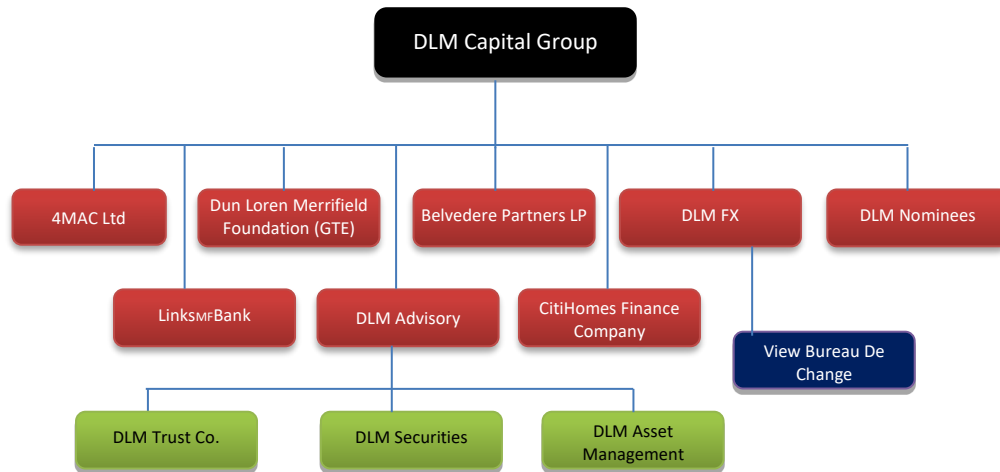 DLM Capital Group
4MAC Ltd
Dun Loren Merrifield
Foundation (GTE)
Belvedere Partners LP
DLM FX
DLM Nominees
LinksMFBank
DLM Advisory
CitiHomes Finance
Company
View Bureau De
Change
DLM Trust Co.
DLM Securities
DLM Asset
Management